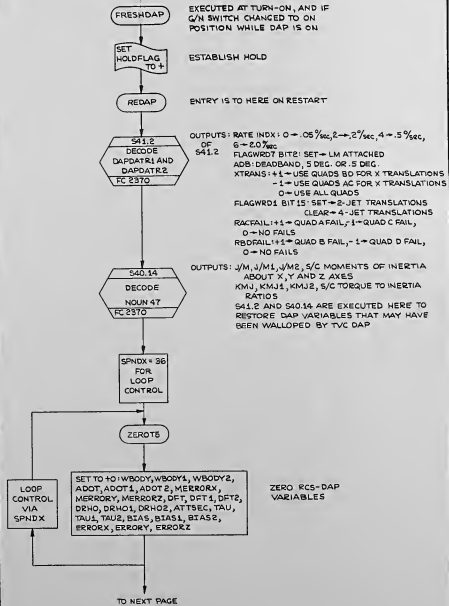 FRESHDAP
EXECUTED AT TURN-ON, AND IF
G/N SWITCH CHANGED TO ON
POSITION WHILE DAP IS ON
SET
HOLDFLAG
TO +
ESTABLISH HOLD
REDAP
ENTRY IS TO HERE ON RESTART
S41.2
DECODE
DAPDATR1 AND
DAPDATR2
FC 2370
OUTPUTS: RATE INDX: 0→.05°/SEC, 2→.2°/SEC, 4→.5°/SEC,
OF 6→2.0°/SEC
S41.2 FLAGWRD7 BIT2: SET→LM ATTACHED
ADB: DEADBAND, 5 DEG. OR .5 DEG.
XTRANS: +1→USE QUADS BD FOR X TRANSLATIONS
-1→USE QUADS AC FOR X TRANSLATIONS
0→USE ALL QUADS
FLAGWRD1 BIT15: SET→2-JET TRANSLATIONS
CLEAR→4-JET TRANSLATIONS
RACFAIL: +1→QUAD A FAIL, -1→QUAD C FAIL,
0→NO FAILS
RBDFAIL: +1→QUAD B FAIL, -1→QUAD D FAIL,
0→NO FAILS
S40.14
DECODE
NOUN 47
FC 2370
OUTPUTS: J/M, J/M1, J/M2, S/C MOMENTS OF INERTIA
ABOUT X, Y AND Z AXES
KMJ, KMJ1, KMJ2, S/C TORQUE TO INERTIA
RATIOS
S41.2 AND S40.14 ARE EXECUTED HERE TO
RESTORE DAP VARIABLES THAT MAY HAVE
BEEN WALLOPED BY TVC DAP
SPNDX = 36
FOR
LOOP
CONTROL
ZEROT5
LOOP
CONTROL
VIA
SPNDX
SET TO +0: WBODY, WBODY1, WBODY2,
ADOT, ADOT1, ADOT2, MERRORX,
MERRORY, MERRORZ, DFT, DFT1, DFT2,
DRHO, DRHO1, DRHO2, ATTSEC, TAU,
TAU1, TAU2, BIAS, BIAS1, BIAS2,
ERRORX, ERRORY, ERRORZ
ZERO RCS-DAP
VARIABLES
TO NEXT PAGE